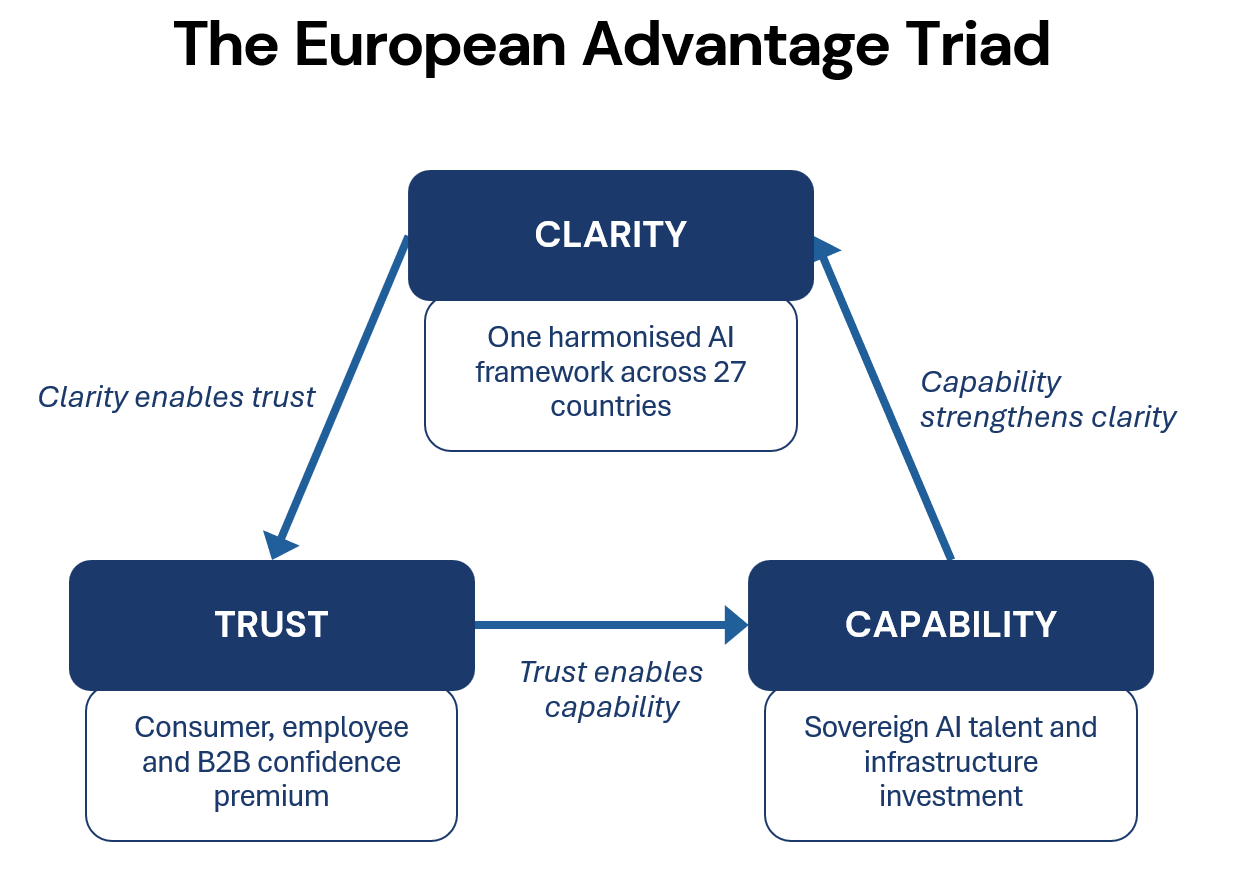 The European Advantage Triad
CLARITY
One harmonised AI
framework across 27
countries
Clarity enables trust
Capability
strengthens clarity
TRUST
Consumer, employee
and B2B confidence
premium
Trust enables
capability
CAPABILITY
Sovereign AI talent and
infrastructure
investment